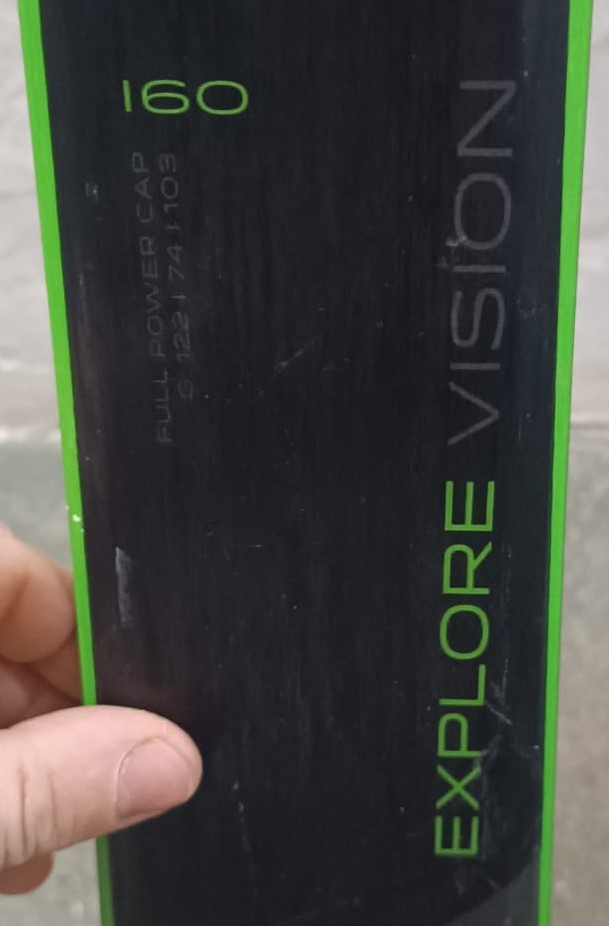 160
FULL POWER CAP
G: 122 | 74 | 103
EXPLORE VISION